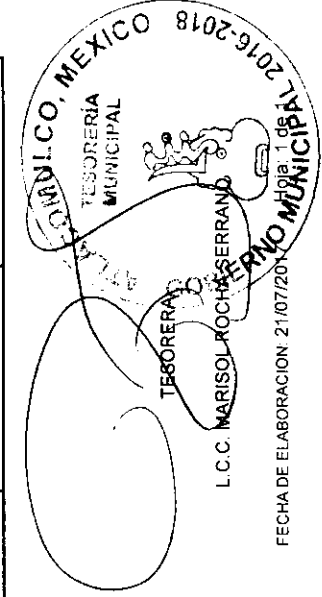 ATLACOMULCO, MEXICO 2016-2018
TESORERÍA
MUNICIPAL
GOBIERNO MUNICIPAL
TESORERA
L.C.C. MARISOL ROCHA SERRANO
FECHA DE ELABORACION: 21/07/201
Hoja: 1 de 1